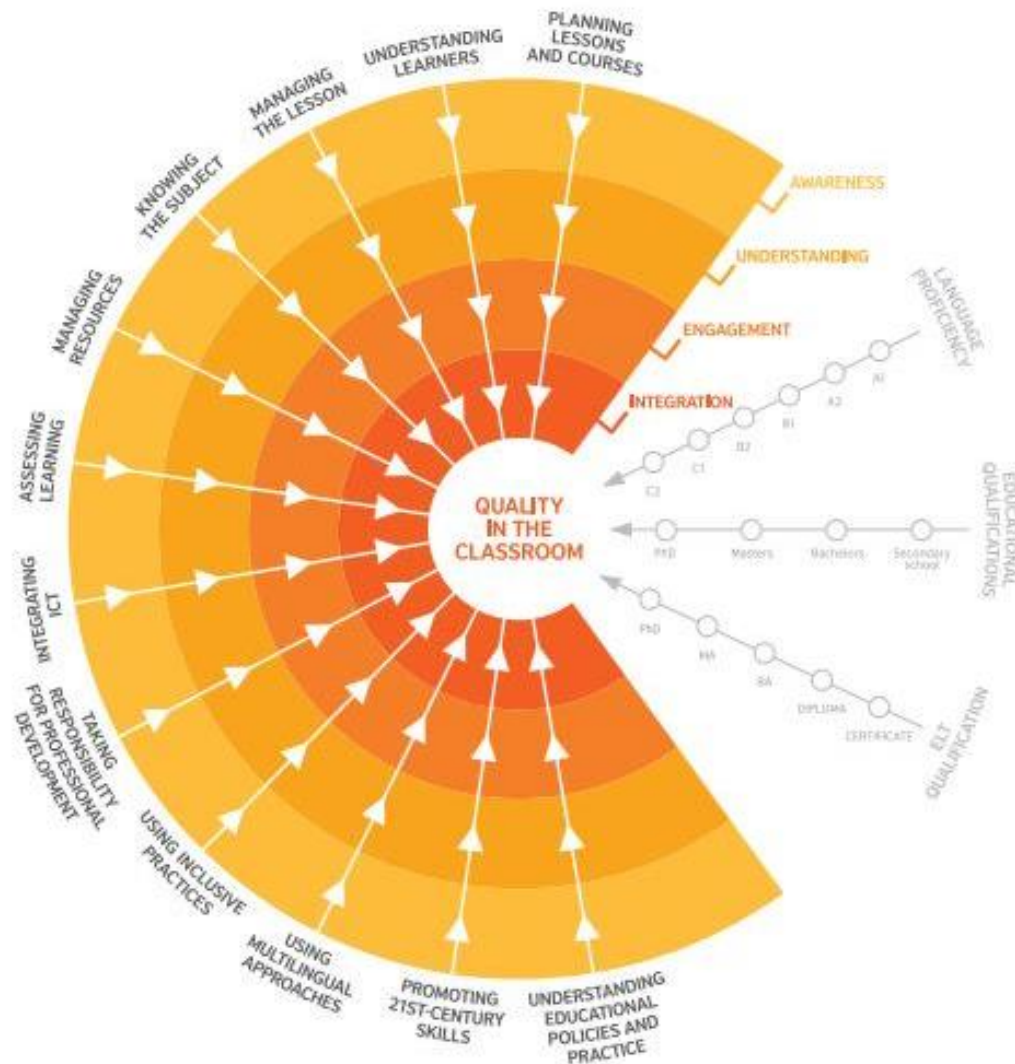 PLANNING
LESSONS
AND COURSES
UNDERSTANDING
LEARNERS
MANAGING
THE LESSON
KNOWING
THE SUBJECT
MANAGING
RESOURCES
ASSESSING
LEARNING
INTEGRATING
ICT
TAKING
RESPONSIBILITY
FOR PROFESSIONAL
DEVELOPMENT
USING INCLUSIVE
PRACTICES
USING
MULTILINGUAL
APPROACHES
PROMOTING
21ST-CENTURY
SKILLS
UNDERSTANDING
EDUCATIONAL
POLICIES AND
PRACTICE
AWARENESS
UNDERSTANDING
ENGAGEMENT
INTEGRATION
QUALITY
IN THE
CLASSROOM
LANGUAGE
PROFICIENCY
A1
A2
B1
B2
C1
C2
EDUCATIONAL
QUALIFICATIONS
PhD
Masters
Bachelors
Secondary
school
PhD
MA
BA
DIPLOMA
CERTIFICATE
ELT
QUALIFICATION